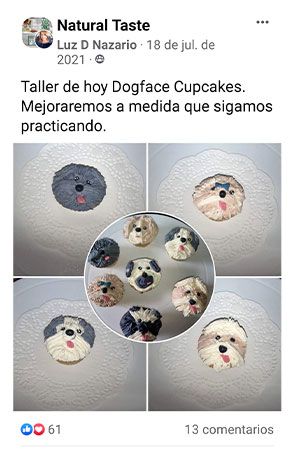 Natural Taste
Luz D Nazario · 18 de jul. de
2021 ·
Taller de hoy Dogface Cupcakes.
Mejoraremos a medida que sigamos
practicando.
61
13 comentarios